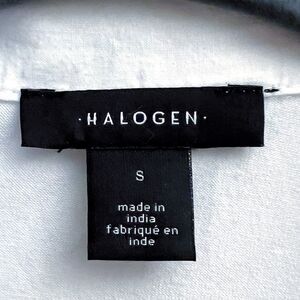 ·HALOGEN·
S
made in
india
fabriqué en
inde